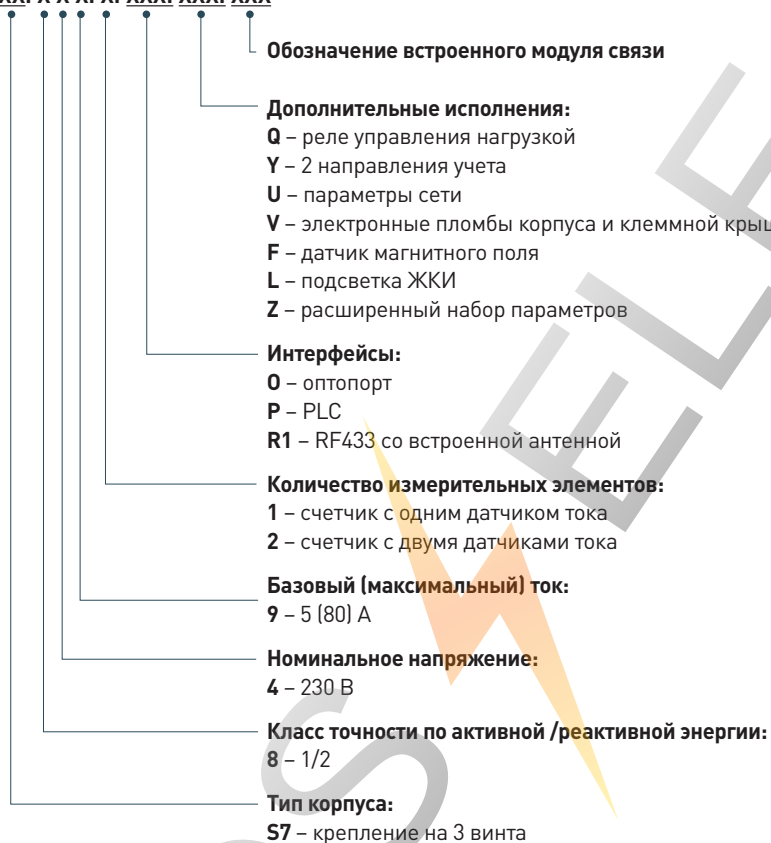 Обозначение встроенного модуля связи
Дополнительные исполнения:
Q – реле управления нагрузкой
Y – 2 направления учета
U – параметры сети
V – электронные пломбы корпуса и клеммной
F – датчик магнитного поля
L – подсветка ЖКИ
Z – расширенный набор параметров
Интерфейсы:
O – оптопорт
P – PLC
R1 – RF433 со встроенной антенной
Количество измерительных элементов:
1 – счетчик с одним датчиком тока
2 – счетчик с двумя датчиками тока
Базовый (максимальный) ток:
9 – 5 (80) А
Номинальное напряжение:
4 – 230 В
Класс точности по активной /реактивной энергии:
8 – 1/2
Тип корпуса:
S7 – крепление на 3 винта